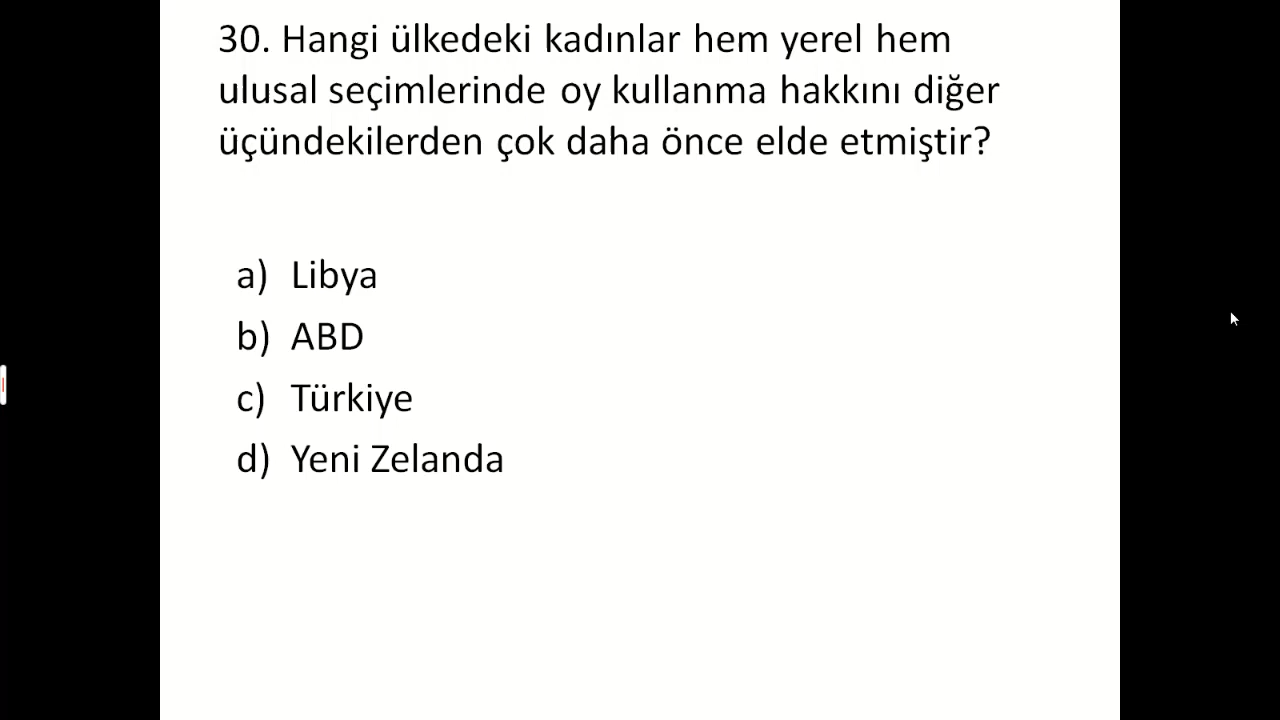 30. Hangi ülkedeki kadınlar hem yerel hem
ulusal seçimlerinde oy kullanma hakkını diğer
üçündekilerden çok daha önce elde etmiştir?
a) Libya
b) ABD
c) Türkiye
d) Yeni Zelanda